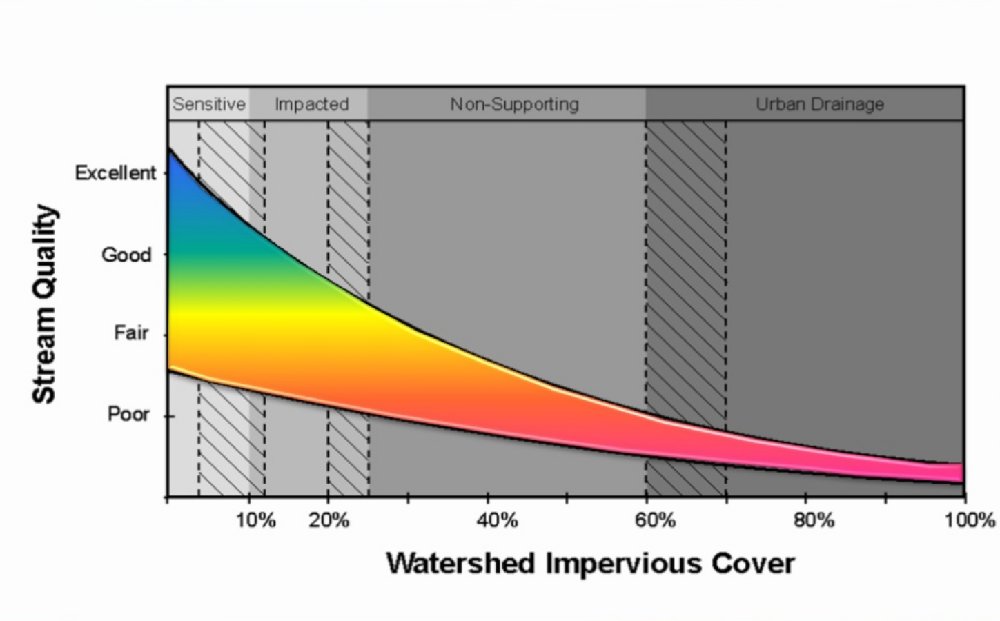 Sensitive Impacted Non-Supporting Urban Drainage
Excellent
Good
Fair
Poor
Stream Quality
10% 20% 40% 60% 80% 100%
Watershed Impervious Cover